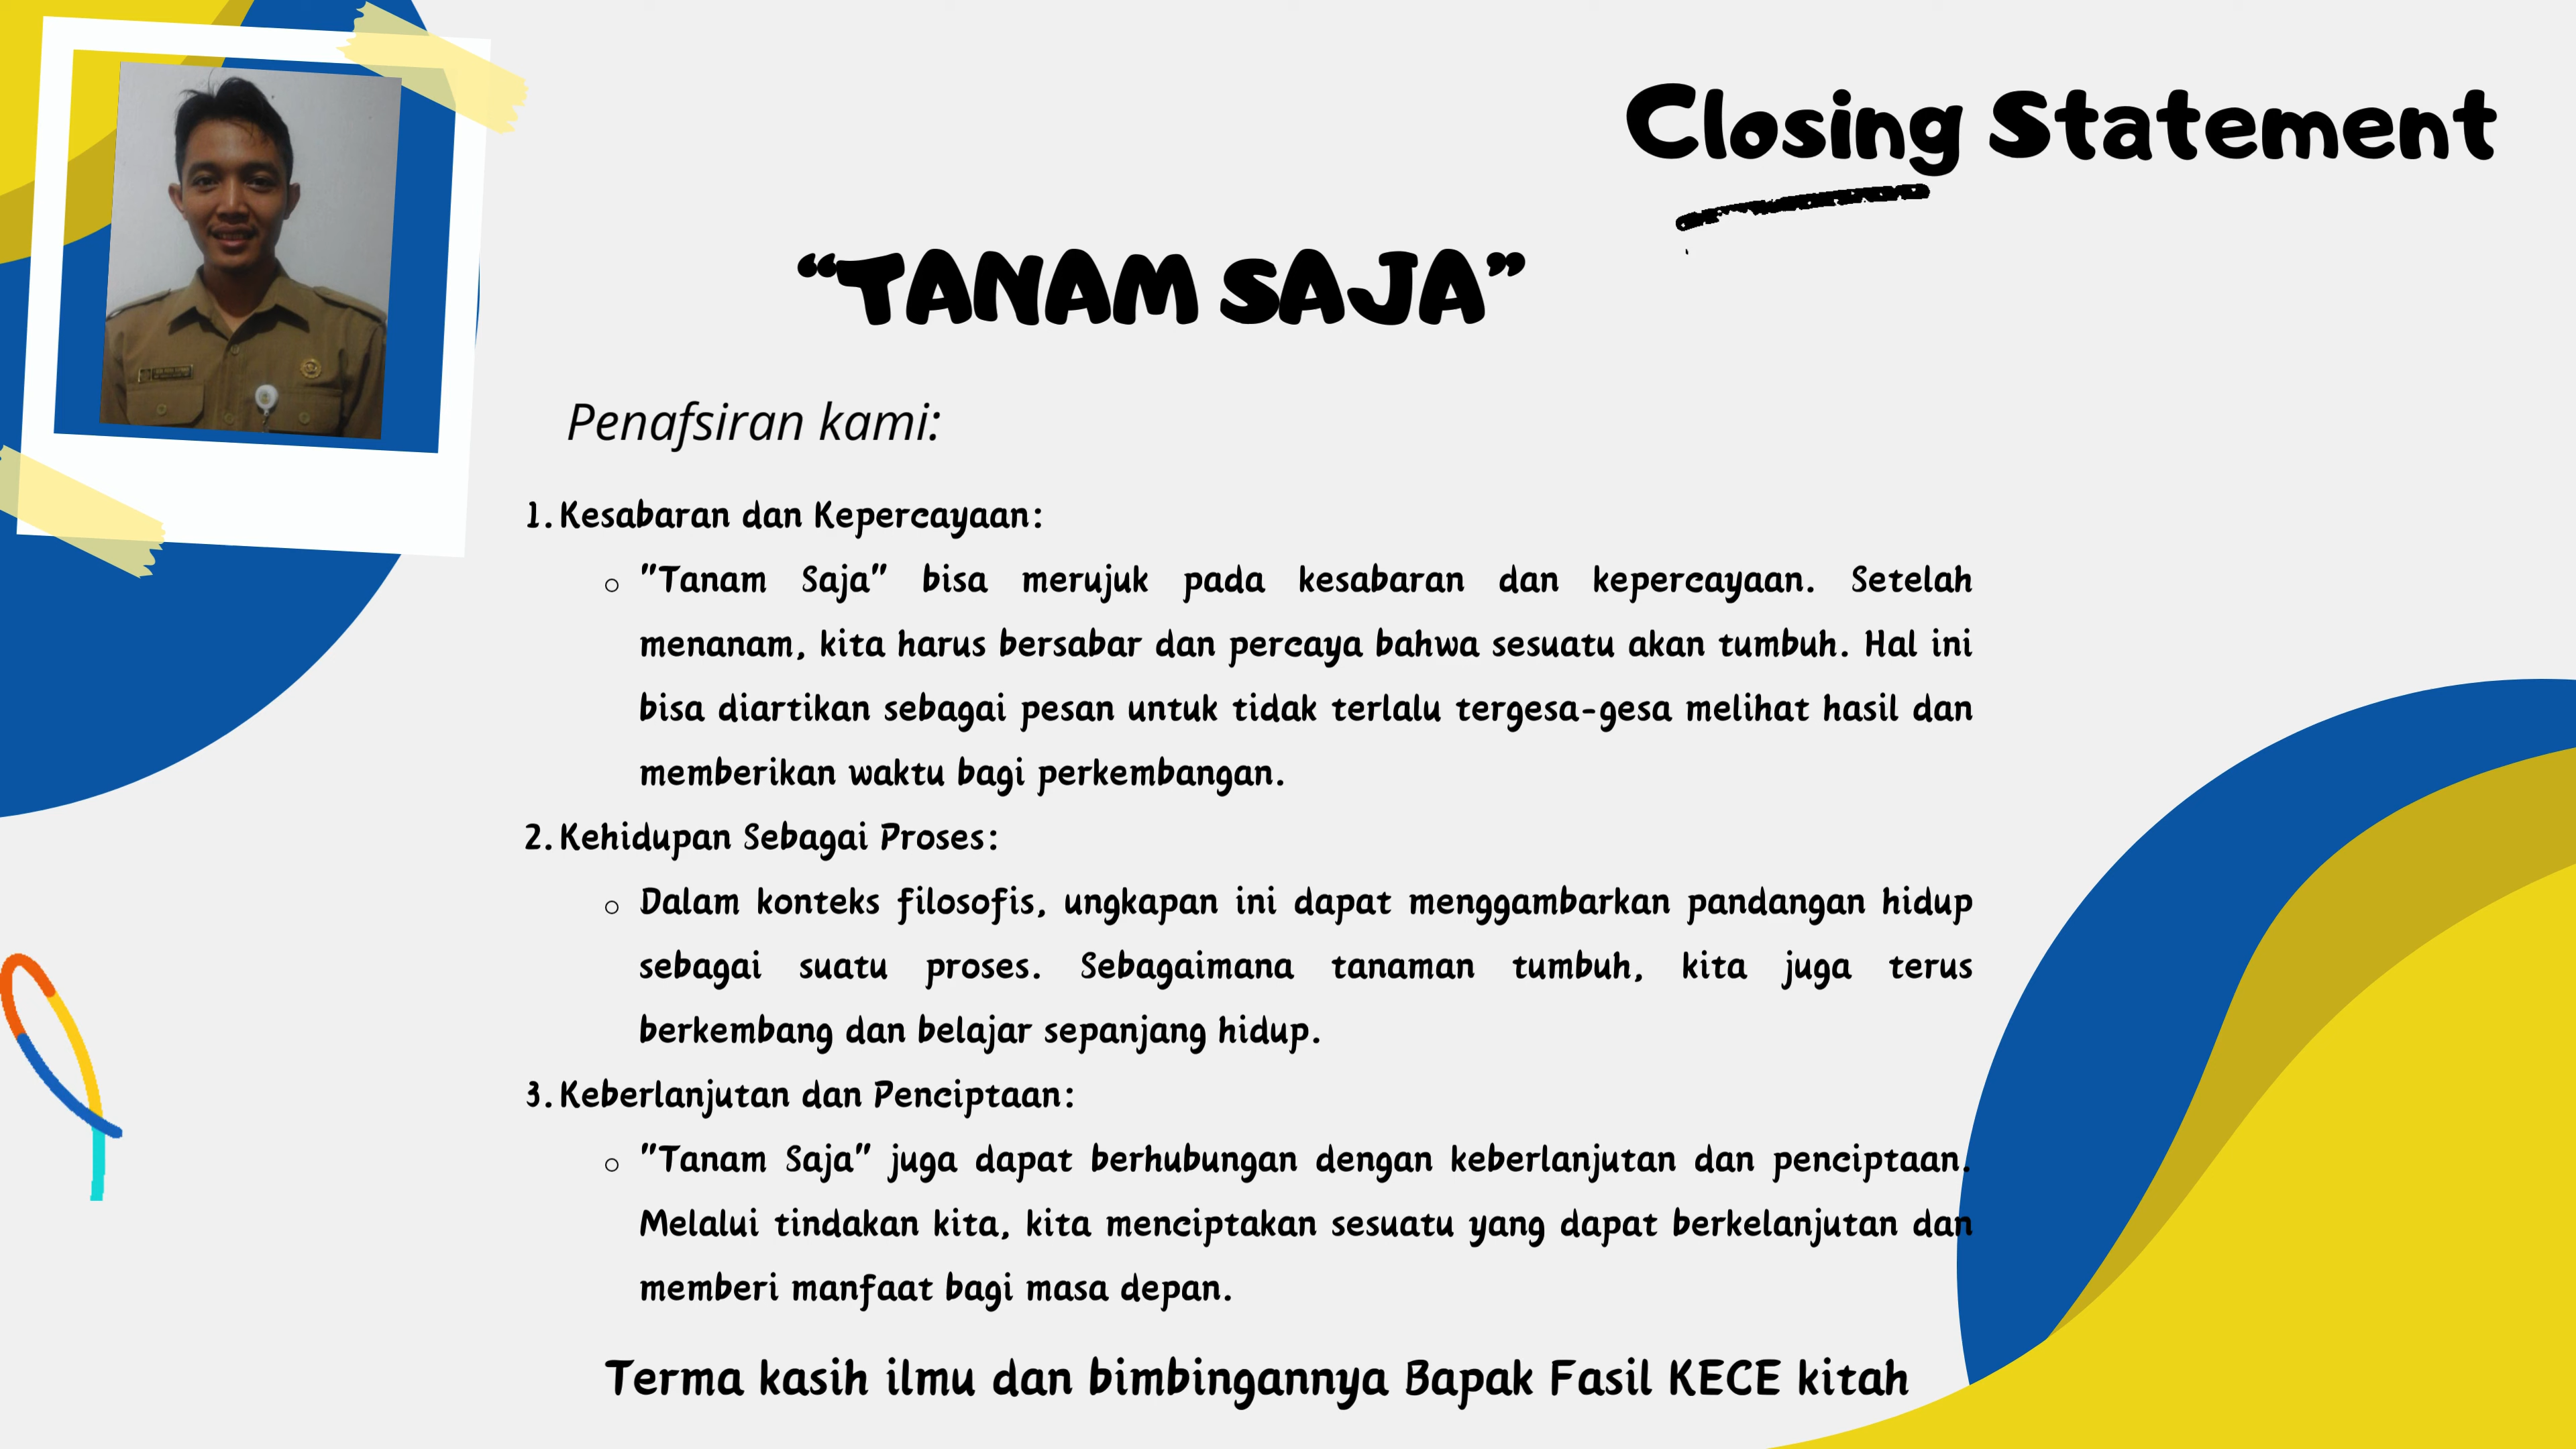 Closing Statement
“TANAM SAJA”
Penafsiran kami:
1. Kesabaran dan Kepercayaan:
○ "Tanam Saja" bisa merujuk pada kesabaran dan kepercayaan. Setelah
menanam, kita harus bersabar dan percaya bahwa sesuatu akan tumbuh. Hal ini
bisa diartikan sebagai pesan untuk tidak terlalu tergesa-gesa melihat hasil dan
memberikan waktu bagi perkembangan.
2. Kehidupan Sebagai Proses:
○ Dalam konteks filosofis, ungkapan ini dapat menggambarkan pandangan hidup
sebagai suatu proses. Sebagaimana tanaman tumbuh, kita juga terus
berkembang dan belajar sepanjang hidup.
3. Keberlanjutan dan Penciptaan:
○ "Tanam Saja" juga dapat berhubungan dengan keberlanjutan dan penciptaan.
Melalui tindakan kita, kita menciptakan sesuatu yang dapat berkelanjutan dan
memberi manfaat bagi masa depan.
Terma kasih ilmu dan bimbingannya Bapak Fasil KECE kitah